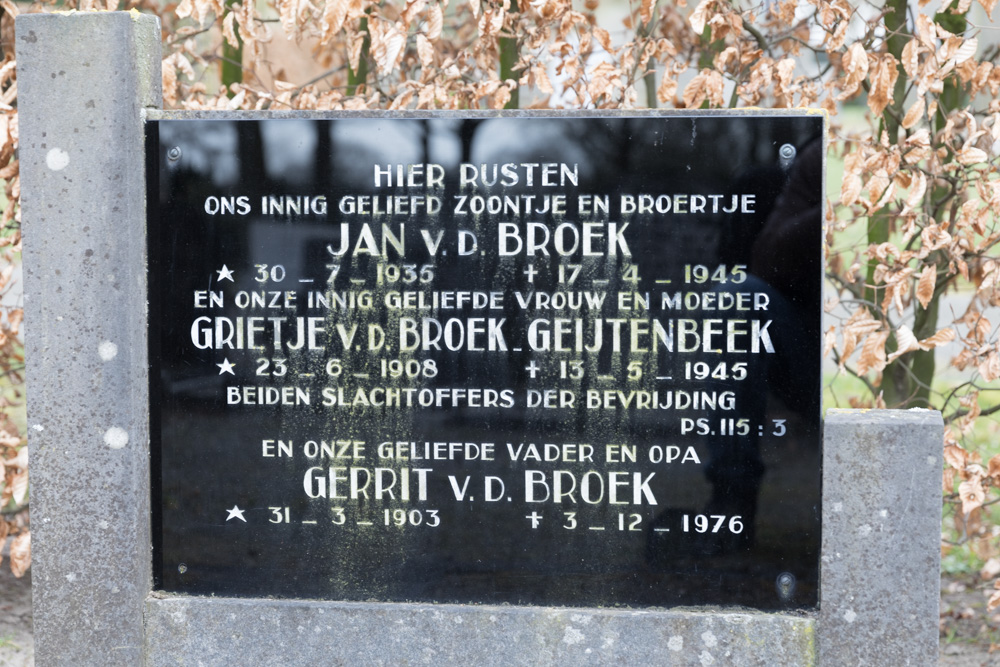 HIER RUSTEN
ONS INNIG GELIEFD ZOONTJE EN BROERTJE
JAN V. D. BROEK
★ 30 _ 7 _ 1935 ✝ 17 _ 4 _ 1945
EN ONZE INNIG GELIEFDE VROUW EN MOEDER
GRIETJE V. D. BROEK _ GEIJTENBEEK
★ 23 _ 6 _ 1908 ✝ 13 _ 5 _ 1945
BEIDEN SLACHTOFFERS DER BEVRIJDING
PS. 115 : 3
EN ONZE GELIEFDE VADER EN OPA
GERRIT V. D. BROEK
★ 31 _ 3 _ 1903 ✝ 3 _ 12 _ 1976